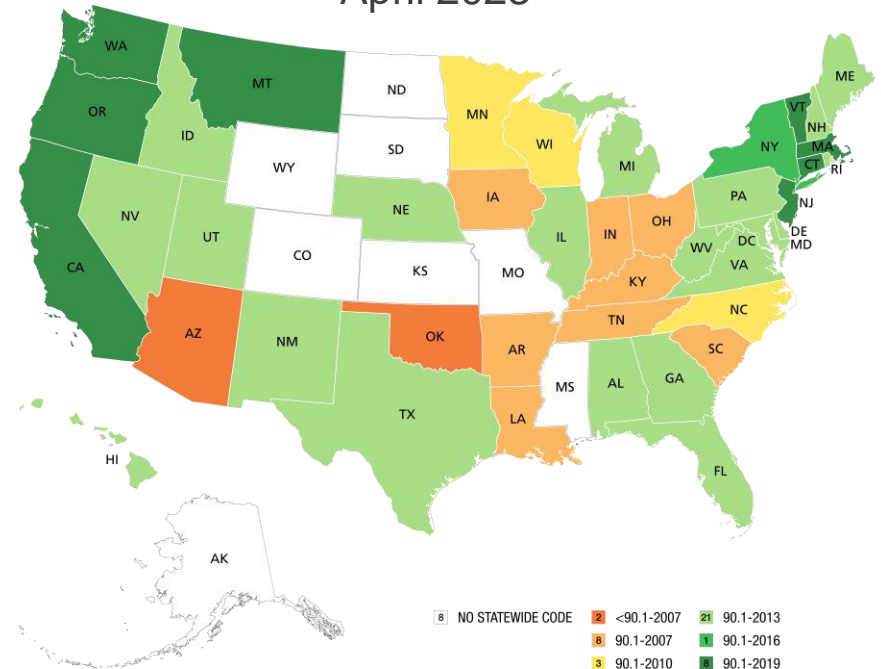 April 2023
WA
MT
ND
ME
OR
ID
MN
VT
NH
SD
WI
NY
MA
WY
MI
CT
RI
NV
NE
IA
PA
NJ
UT
IL
IN
OH
DE
CA
CO
KS
MO
WV
DC
MD
KY
VA
AZ
NM
OK
AR
TN
NC
SC
MS
AL
GA
TX
LA
HI
FL
AK
8 NO STATEWIDE CODE
2 <90.1-2007
8 90.1-2007
3 90.1-2010
21 90.1-2013
1 90.1-2016
8 90.1-2019